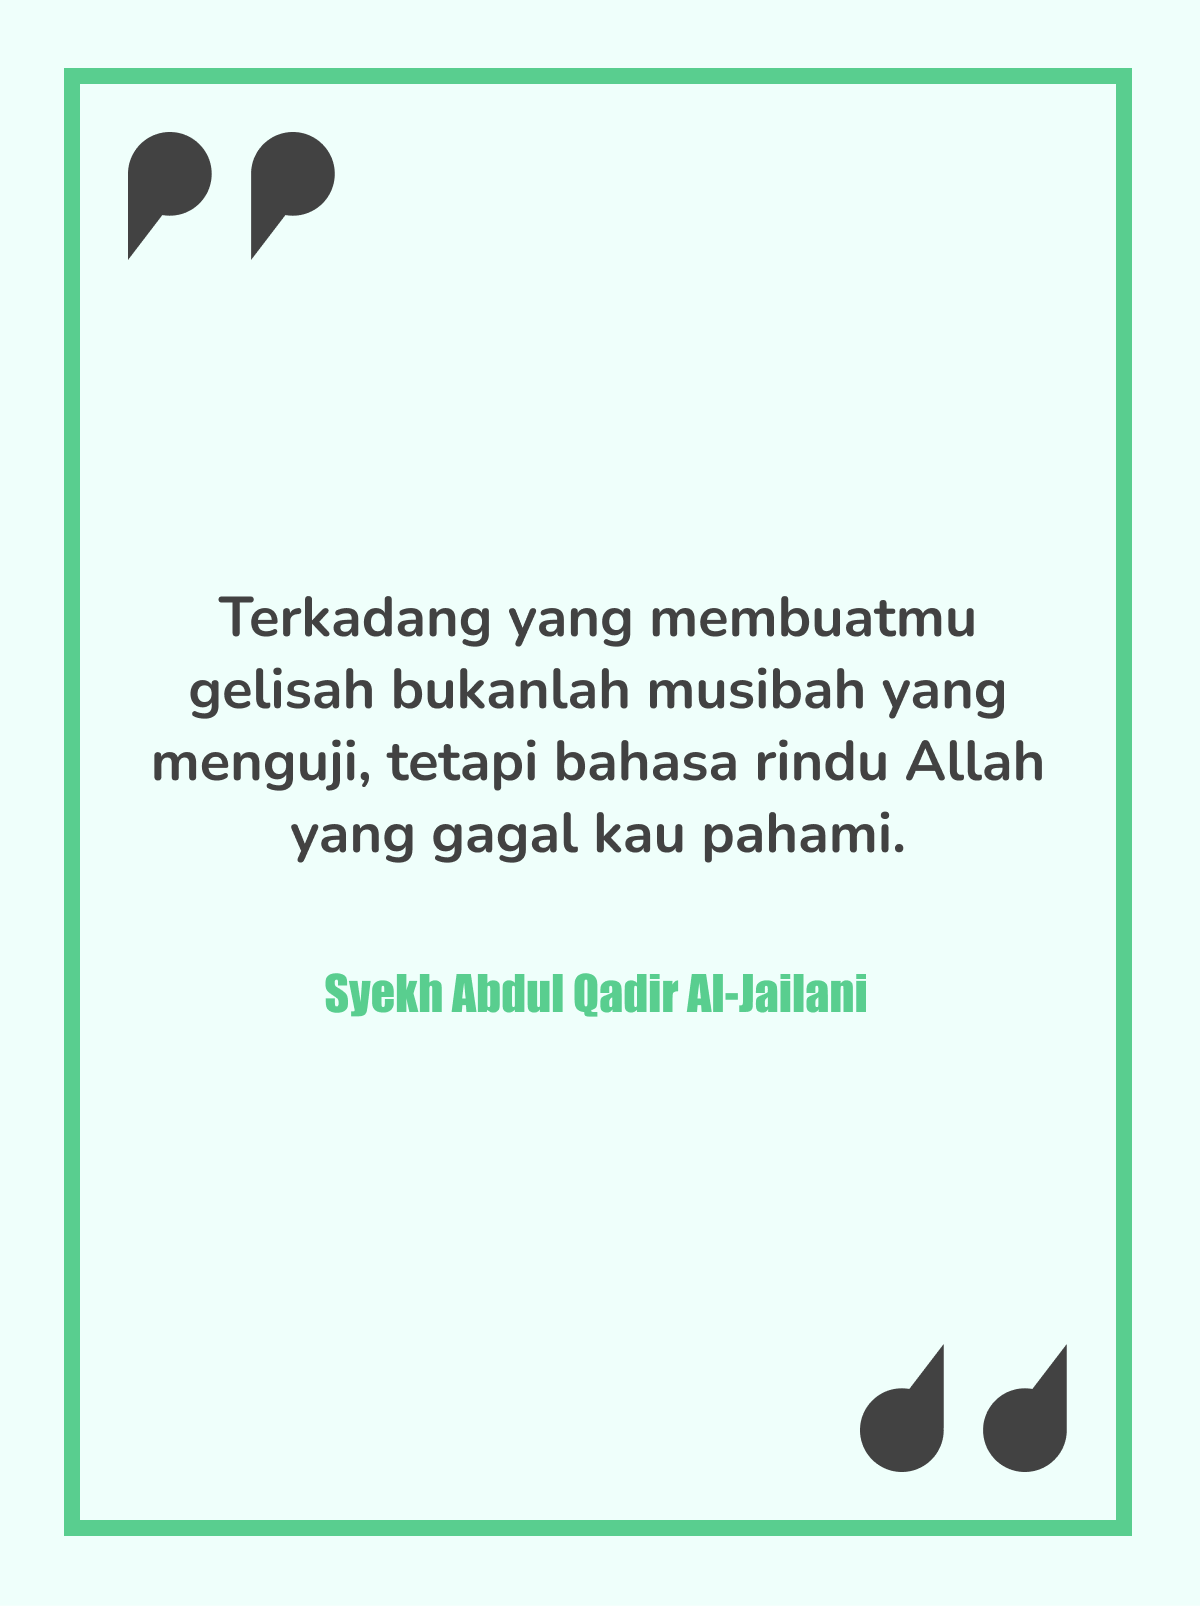 Terkadang yang membuatmu
gelisah bukanlah musibah yang
menguji, tetapi bahasa rindu Allah
yang gagal kau pahami.
Syekh Abdul Qadir Al-Jailani